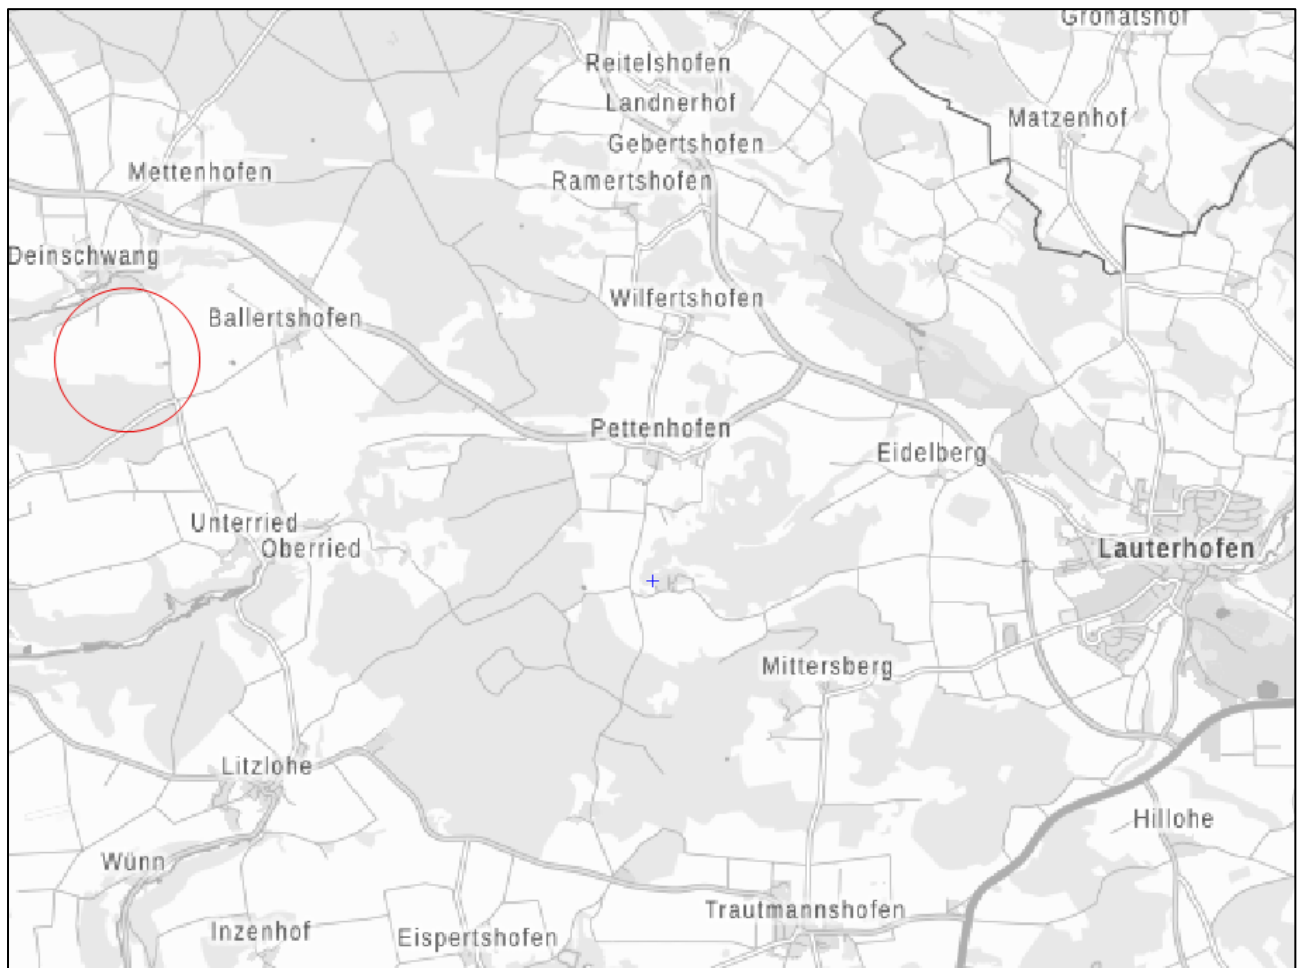 Gronatshof
Reitelshofen
Landnerhof
Matzenhof
Gebertshofen
Mettenhofen
Ramertshofen
Deinschwang
Wilfertshofen
Ballertshofen
Pettenhofen
Eidelberg
Unterried
Oberried
Lauterhofen
Mittersberg
Litzlohe
Hillohe
Wünn
Trautmannshofen
Inzenhof
Eispertshofen